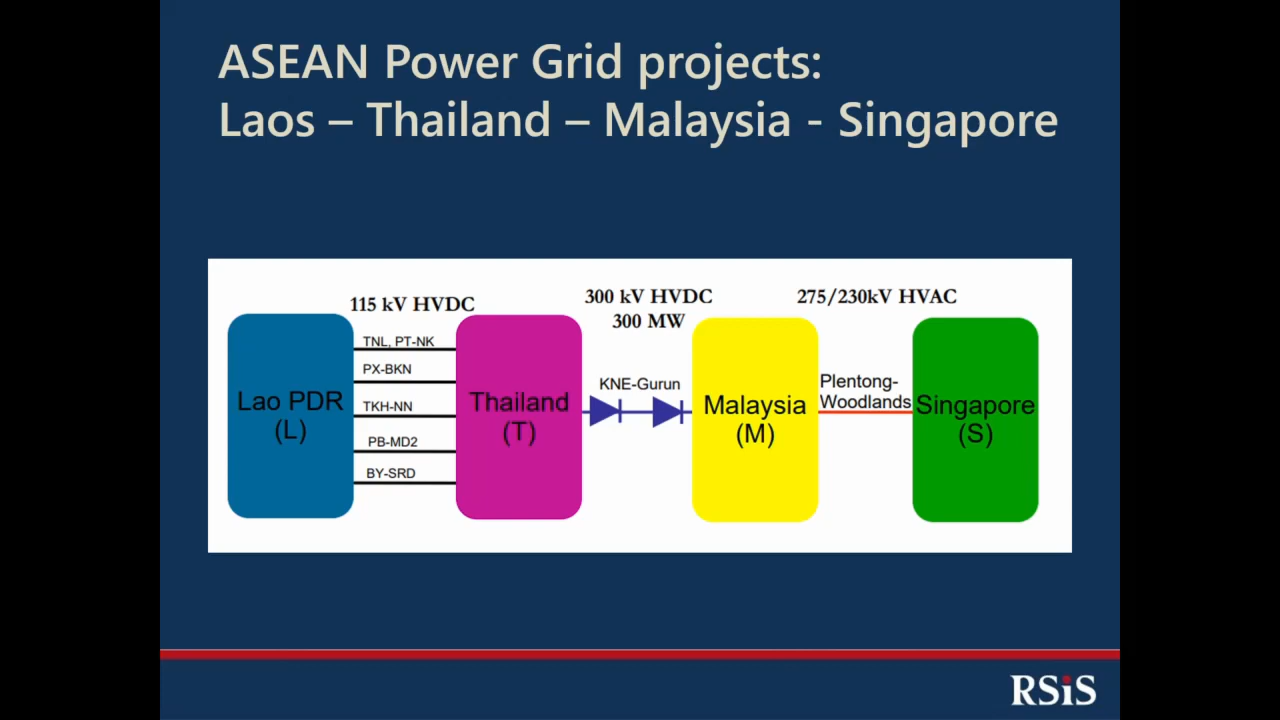 ASEAN Power Grid projects:
Laos – Thailand – Malaysia - Singapore
115 kV HVDC
300 kV HVDC
300 MW
275/230kV HVAC
Lao PDR
(L)
TNL, PT-NK
PX-BKN
TKH-NN
PB-MD2
BY-SRD
Thailand
(T)
KNE-Gurun
Malaysia
(M)
Plentong-
Woodlands
Singapore
(S)
RSiS